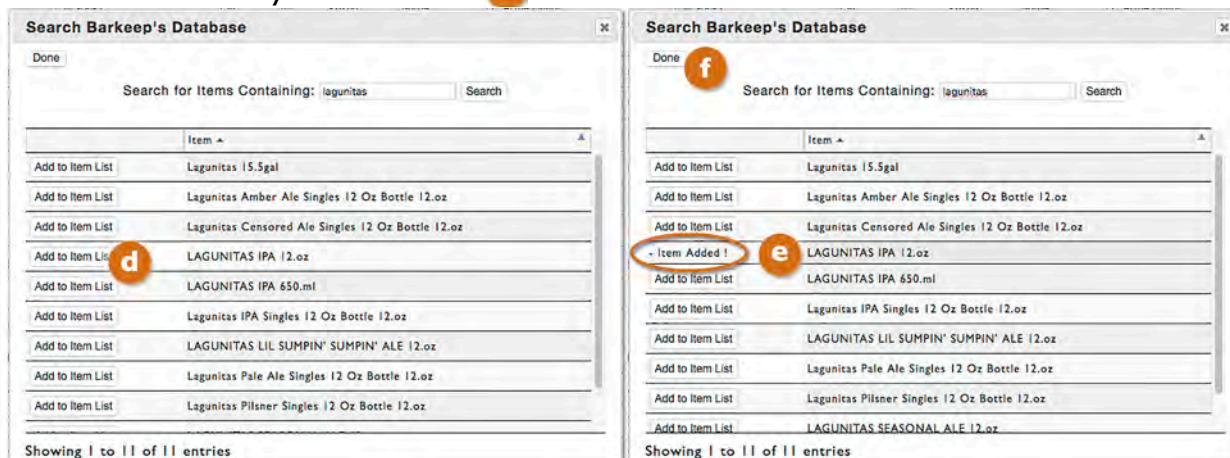 Search Barkeep's Database
Done
Search for Items Containing: lagunitas Search
Item
Add to Item List Lagunitas 15.5gal
Add to Item List Lagunitas Amber Ale Singles 12 Oz Bottle 12.oz
Add to Item List Lagunitas Censored Ale Singles 12 Oz Bottle 12.oz
Add to Item Lis d LAGUNITAS IPA 12.oz
Add to Item List LAGUNITAS IPA 650.ml
Add to Item List Lagunitas IPA Singles 12 Oz Bottle 12.oz
Add to Item List LAGUNITAS LIL SUMPIN' SUMPIN' ALE 12.oz
Add to Item List Lagunitas Pale Ale Singles 12 Oz Bottle 12.oz
Add to Item List Lagunitas Pilsner Singles 12 Oz Bottle 12.oz
Showing 1 to 11 of 11 entries
Search Barkeep's Database
Done f
Search for Items Containing: lagunitas Search
Item
Add to Item List Lagunitas 15.5gal
Add to Item List Lagunitas Amber Ale Singles 12 Oz Bottle 12.oz
Add to Item List Lagunitas Censored Ale Singles 12 Oz Bottle 12.oz
- Item Added ! e LAGUNITAS IPA 12.oz
Add to Item List LAGUNITAS IPA 650.ml
Add to Item List Lagunitas IPA Singles 12 Oz Bottle 12.oz
Add to Item List LAGUNITAS LIL SUMPIN' SUMPIN' ALE 12.oz
Add to Item List Lagunitas Pale Ale Singles 12 Oz Bottle 12.oz
Add to Item List Lagunitas Pilsner Singles 12 Oz Bottle 12.oz
Add to Item List LAGUNITAS SEASONAL ALE 12.oz
Showing 1 to 11 of 11 entries